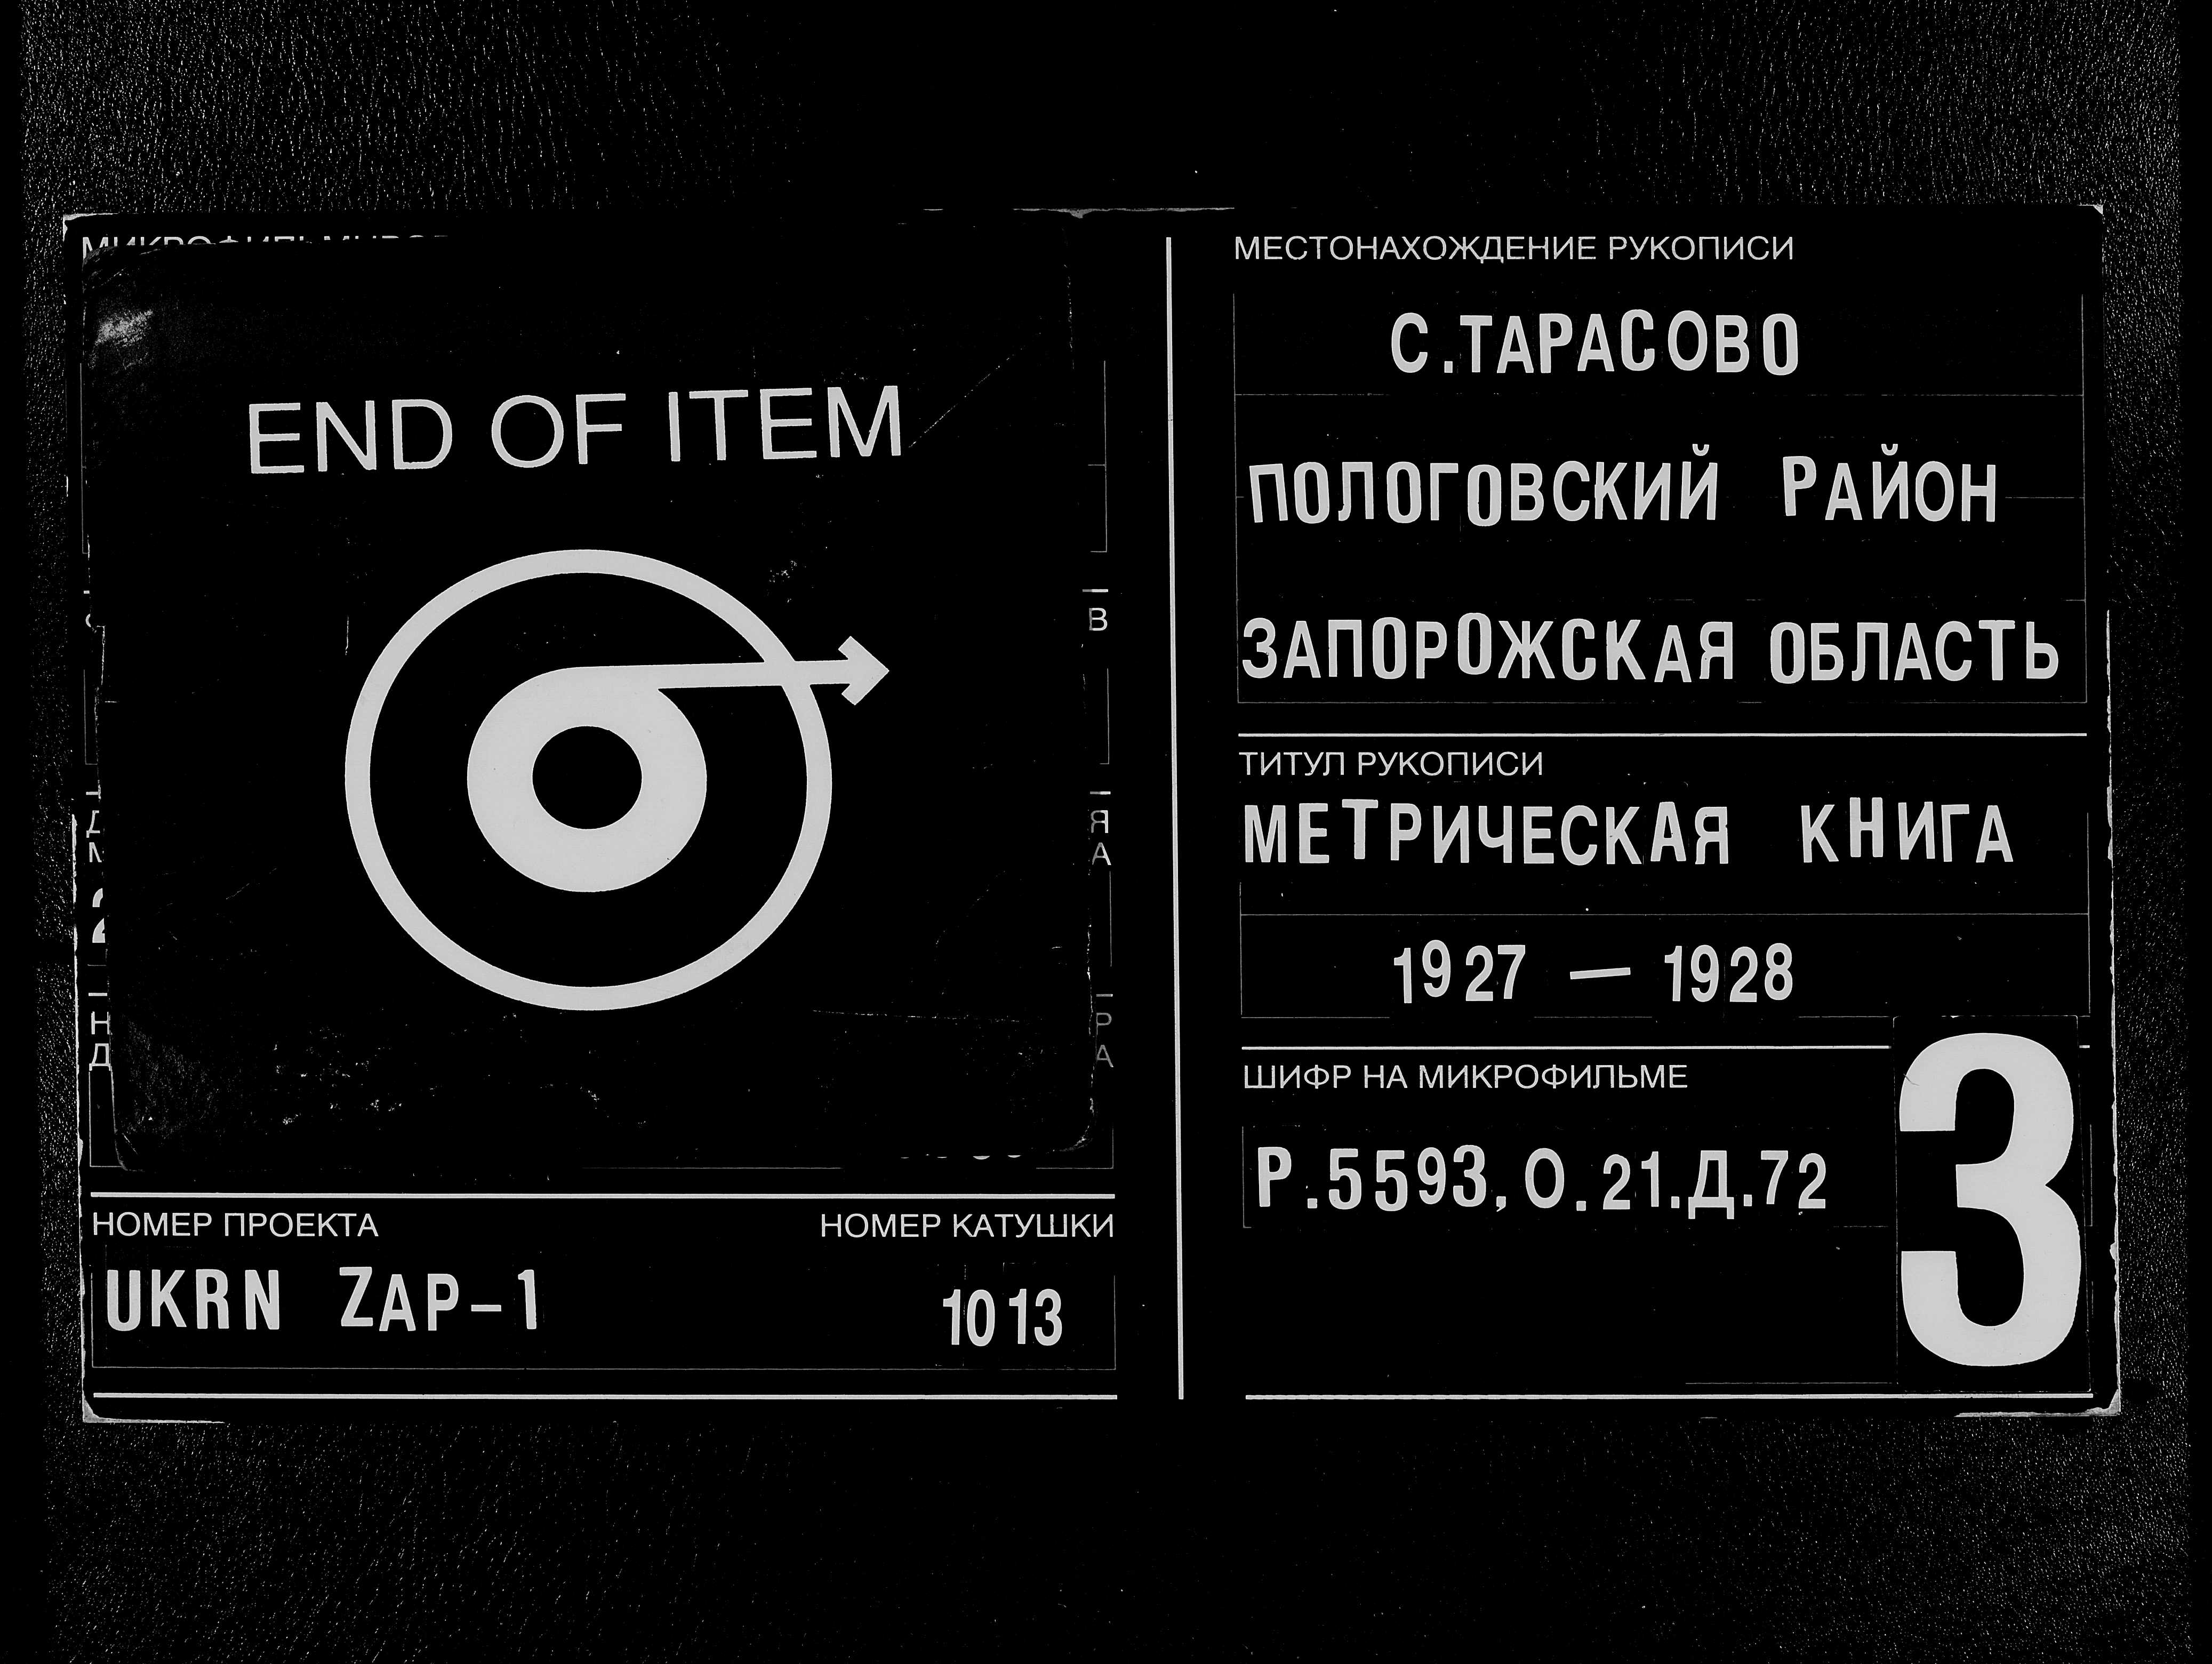 END OF ITEM
НОМЕР ПРОЕКТА
НОМЕР КАТУШКИ
UKRN ZAP-1
1013
МЕСТОНАХОЖДЕНИЕ РУКОПИСИ
С.ТАРАСОВО
ПОЛОГОВСКИЙ РАЙОН
ЗАПОРОЖСКАЯ ОБЛАСТЬ
ТИТУЛ РУКОПИСИ
МЕТРИЧЕСКАЯ КНИГА
1927 — 1928
ШИФР НА МИКРОФИЛЬМЕ
Р.5593, О.21.Д.72
3